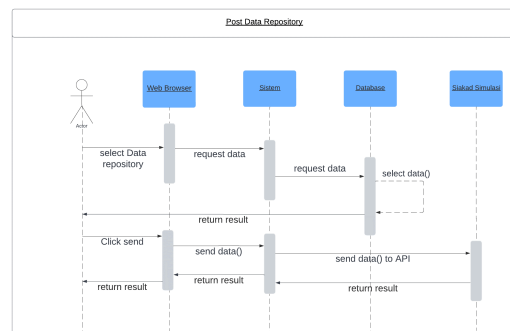 Post Data Repository
Web Browser
Sistem
Database
Siakad Simulasi
Actor
select Data
repository
request data
request data
select data()
return result
Click send
send data()
send data() to API
return result
return result
return result